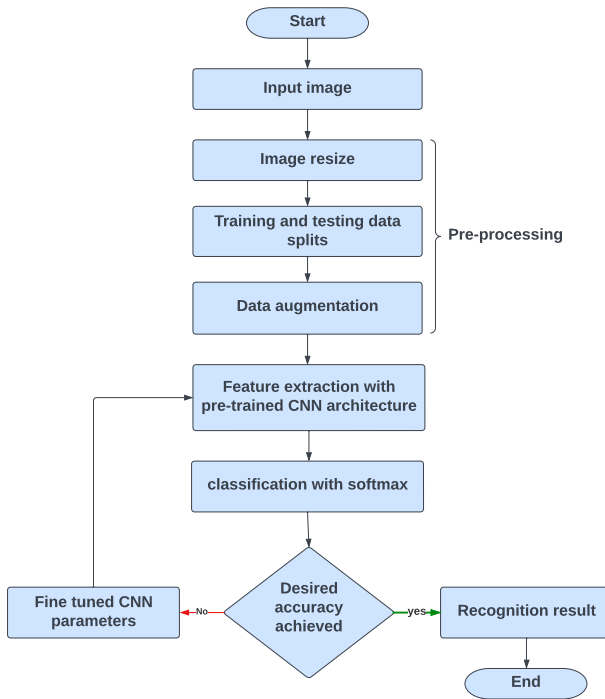 Start
Input image
Image resize
Training and testing data
splits
Pre-processing
Data augmentation
Feature extraction with
pre-trained CNN architecture
classification with softmax
Desired
accuracy
achieved
No
Fine tuned CNN
parameters
yes
Recognition result
End